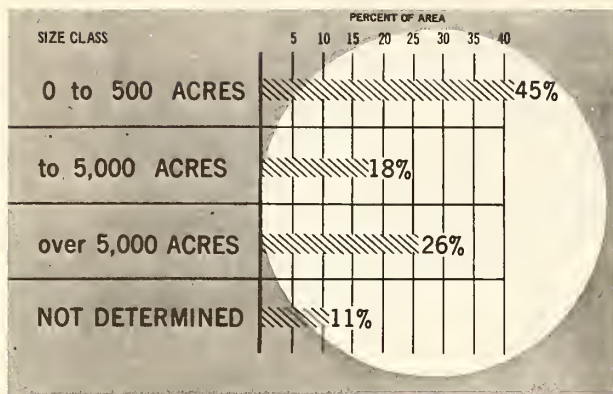 PERCENT OF AREA
SIZE CLASS 5 10 15 20 25 30 35 40
0 to 500 ACRES 45%
to 5,000 ACRES 18%
over 5,000 ACRES 26%
NOT DETERMINED 11%